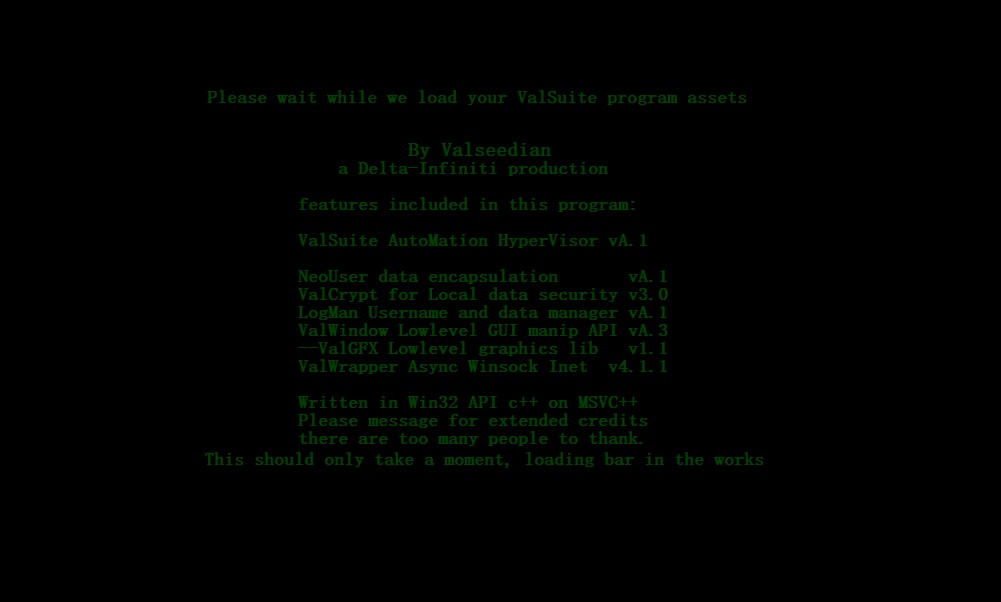 Please wait while we load your ValSuite program assets
By Valseedian
a Delta-Infiniti production
features included in this program:
ValSuite AutoMation HyperVisor vA.1
NeoUser data encapsulation vA.1
ValCrypt for Local data security v3.0
LogMan Username and data manager vA.1
ValWindow Lowlevel GUI manip API vA.3
--ValGFX Lowlevel graphics lib v1.1
ValWrapper Async Winsock Inet v4.1.1
Written in Win32 API c++ on MSVC++
Please message for extended credits
there are too many people to thank.
This should only take a moment, loading bar in the works